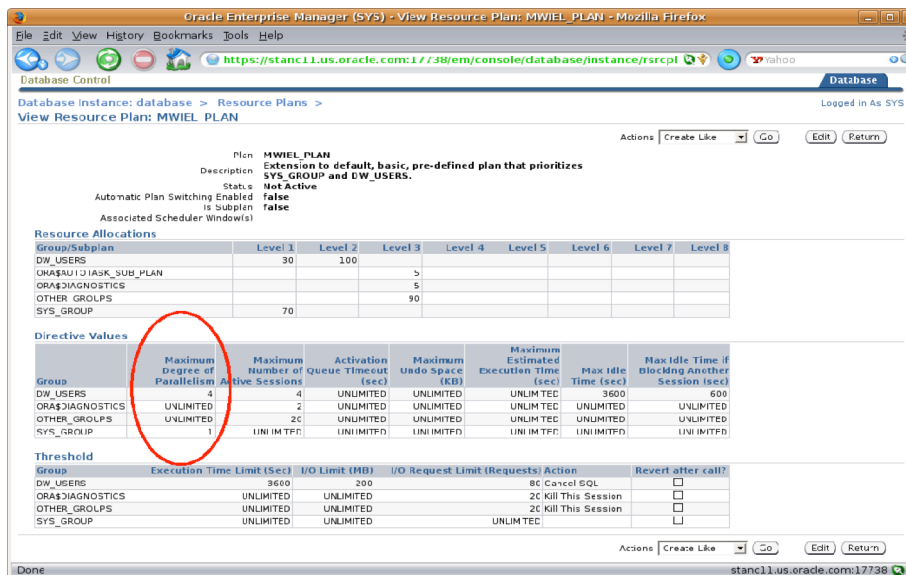 Oracle Enterprise Manager (SYS) - View Resource Plan: MWIEL_PLAN - Mozilla Firefox
File Edit View History Bookmarks Tools Help
https://stanc11.us.oracle.com:17738/em/console/database/instance/rsrcpl Yahoo
Database Control Database
Database Instance: database > Resource Plans > Logged in As SYS
View Resource Plan: MWIEL_PLAN
Actions Create Like Go Edit Return
Plan MWIEL_PLAN
Description Extension to default, basic, pre-defined plan that prioritizes
SYS_GROUP and DW_USERS.
Status Not Active
Automatic Plan Switching Enabled false
Is Subplan false
Associated Scheduler Window(s)
Resource Allocations
Group/Subplan Level 1 Level 2 Level 3 Level 4 Level 5 Level 6 Level 7 Level 8
DW_USERS 30 100
ORA$AUTOTASK_SUB_PLAN 5
ORA$DIAGNOSTICS 5
OTHER_GROUPS 90
SYS_GROUP 70
Directive Values
Group Maximum Degree of Parallelism Maximum Number of Active Sessions Activation Queue Timeout (sec) Maximum Undo Space (KB) Maximum Estimated Execution Time (sec) Max Idle Time (sec) Max Idle Time if Blocking Another Session (sec)
DW_USERS 4 4 UNLIMITED UNLIMITED UNLIMITED 3600 600
ORA$DIAGNOSTICS UNLIMITED 2 UNLIMITED UNLIMITED UNLIMITED UNLIMITED UNLIMITED
OTHER_GROUPS UNLIMITED 20 UNLIMITED UNLIMITED UNLIMITED UNLIMITED UNLIMITED
SYS_GROUP 1 UNLIMITED UNLIMITED UNLIMITED UNLIMITED UNLIMITED UNLIMITED
Threshold
Group Execution Time Limit (Sec) I/O Limit (MB) I/O Request Limit (Requests) Action Revert after call?
DW_USERS 3600 200 80 Cancel SQL
ORA$DIAGNOSTICS UNLIMITED UNLIMITED 20 Kill This Session
OTHER_GROUPS UNLIMITED UNLIMITED 20 Kill This Session
SYS_GROUP UNLIMITED UNLIMITED UNLIMITED
Actions Create Like Go Edit Return
Done stanc11.us.oracle.com:17738